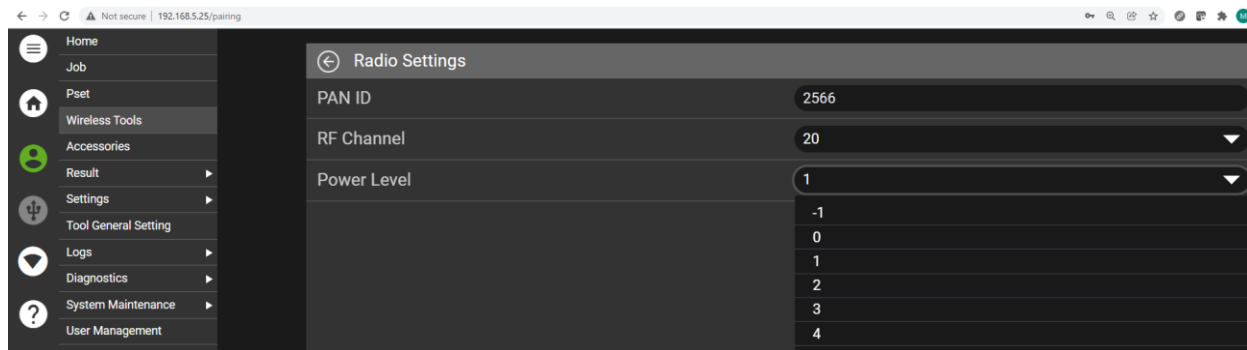 Not secure | 192.168.5.25/pairing
M
Home
Job
Pset
Wireless Tools
Accessories
Result
Settings
Tool General Setting
Logs
Diagnostics
System Maintenance
User Management
Radio Settings
PAN ID 2566
RF Channel 20
Power Level 1
-1
0
1
2
3
4